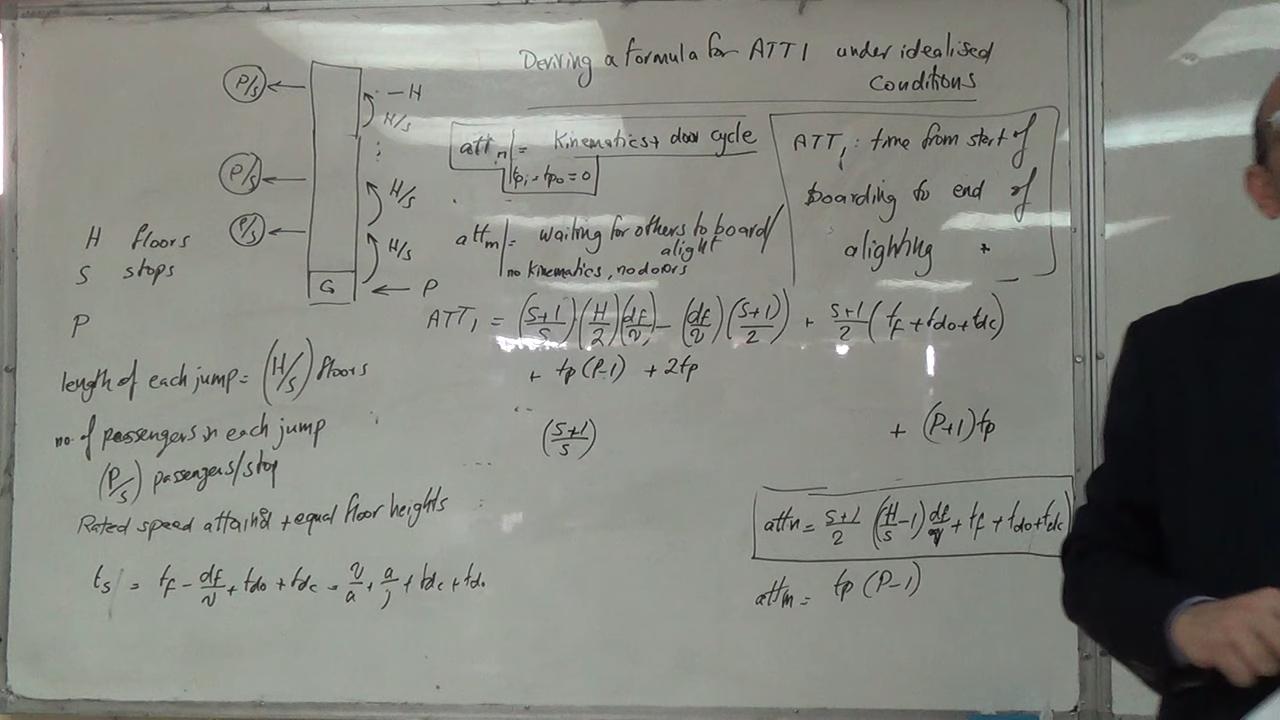 Deriving a formula for ATT1 under idealised
conditions
P/s
P/s
P/s
– H
H/s
H/s
H/s
G
P
H floors
S stops
P
length of each jump = (H/s) floors
no. of passengers in each jump
(P/s) passengers/stop
Rated speed attained + equal floor heights
ts = tf - df/v + tdo + tdc = v/a + a/j + tdc + tdo
att n| = Kinematics + door cycle
tpi = tpo = 0
att m| = waiting for others to board/
alight
no kinematics, no doors
ATT1 : time from start of
boarding to end of
alighting
ATT1 = (S+1/S)(H/2)(df/v) - (df/v)(S+1/2) + S+1/2 (tf + tdo + tdc)
+ tp(P-1) + 2tp
(S+1/S)
+ (P+1)tp
attn = S+1/2 (H/s -1) df/v + tf + tdo + tdc
attm = tp(P-1)